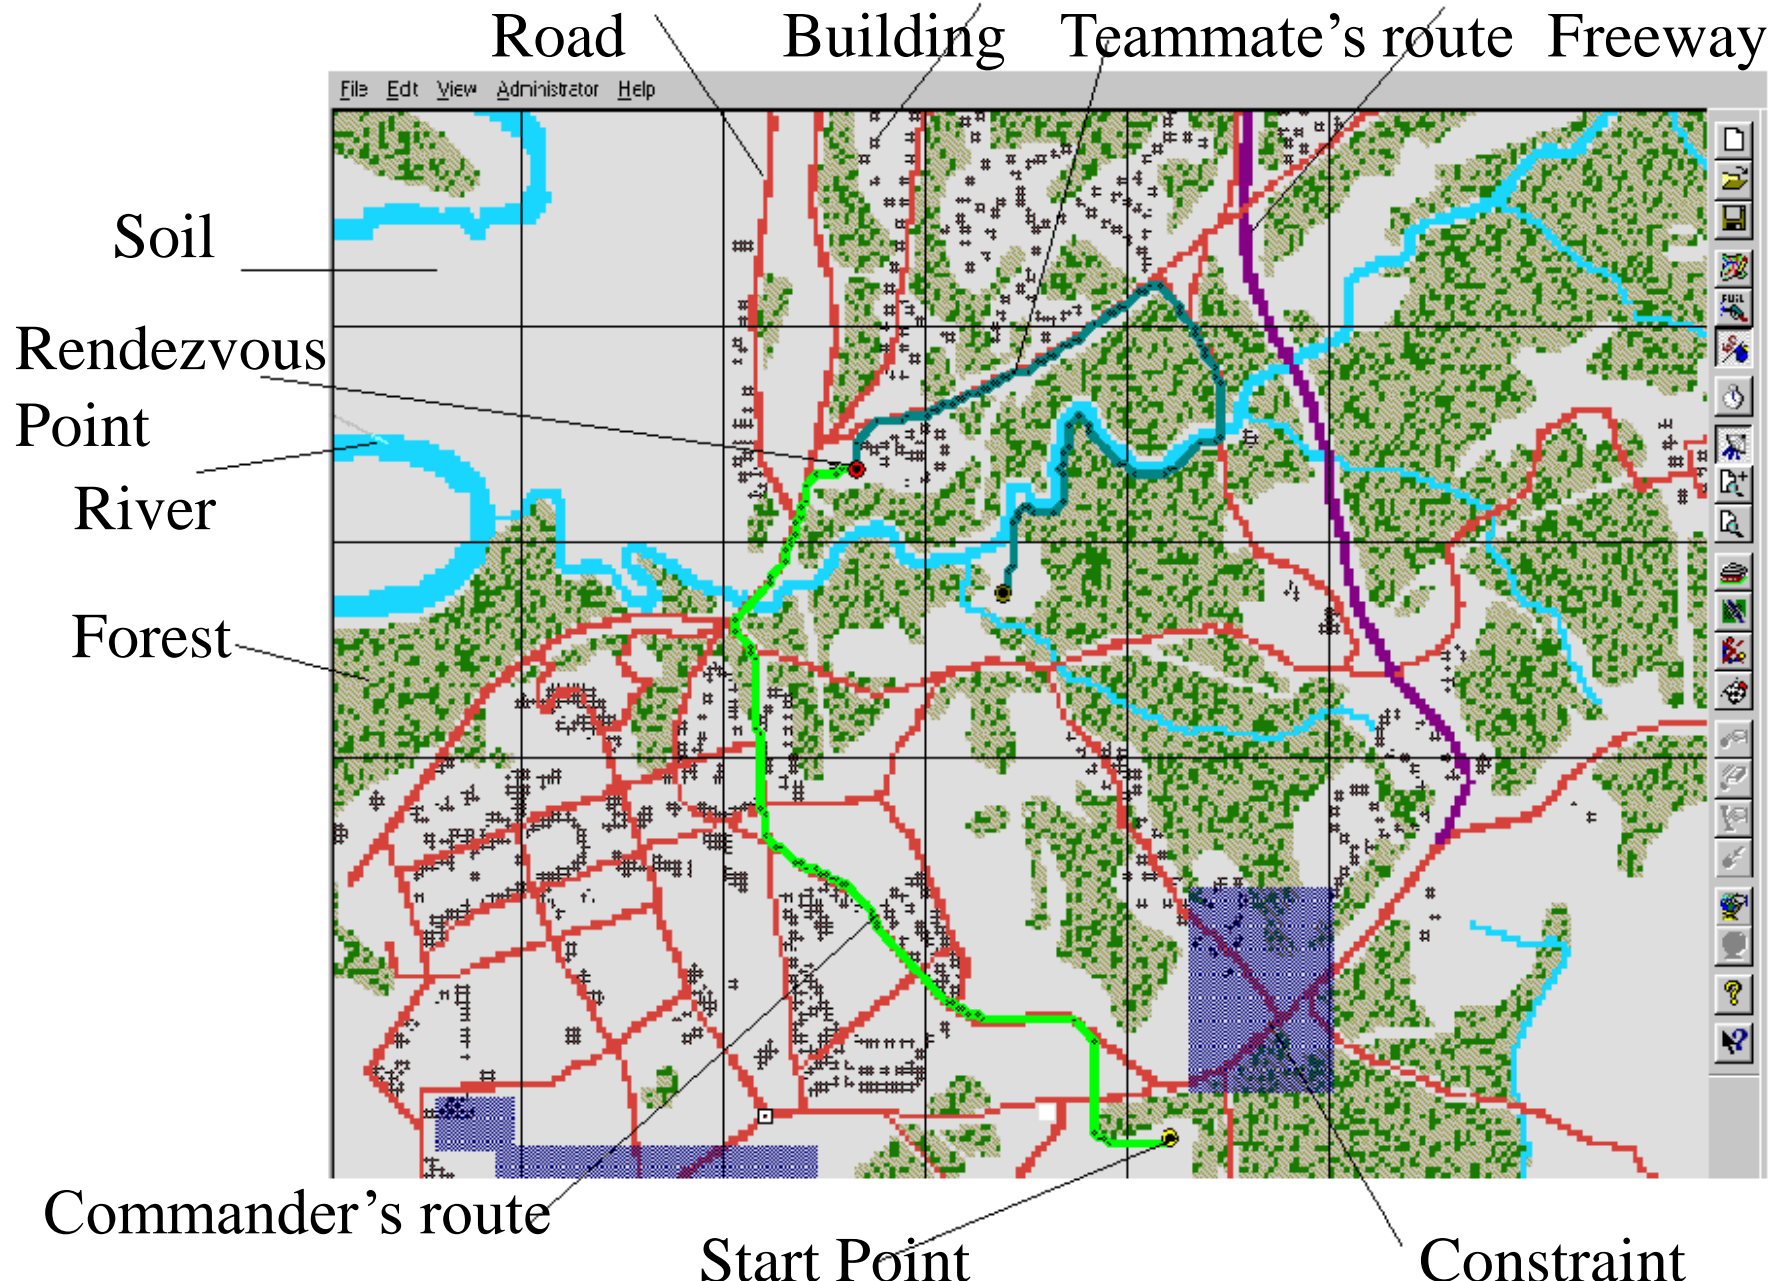 Road Building Teammate's route Freeway
File Edit View Administrator Help
Soil
Rendezvous
Point
River
Forest
FUEL
Commander's route
Start Point
Constraint